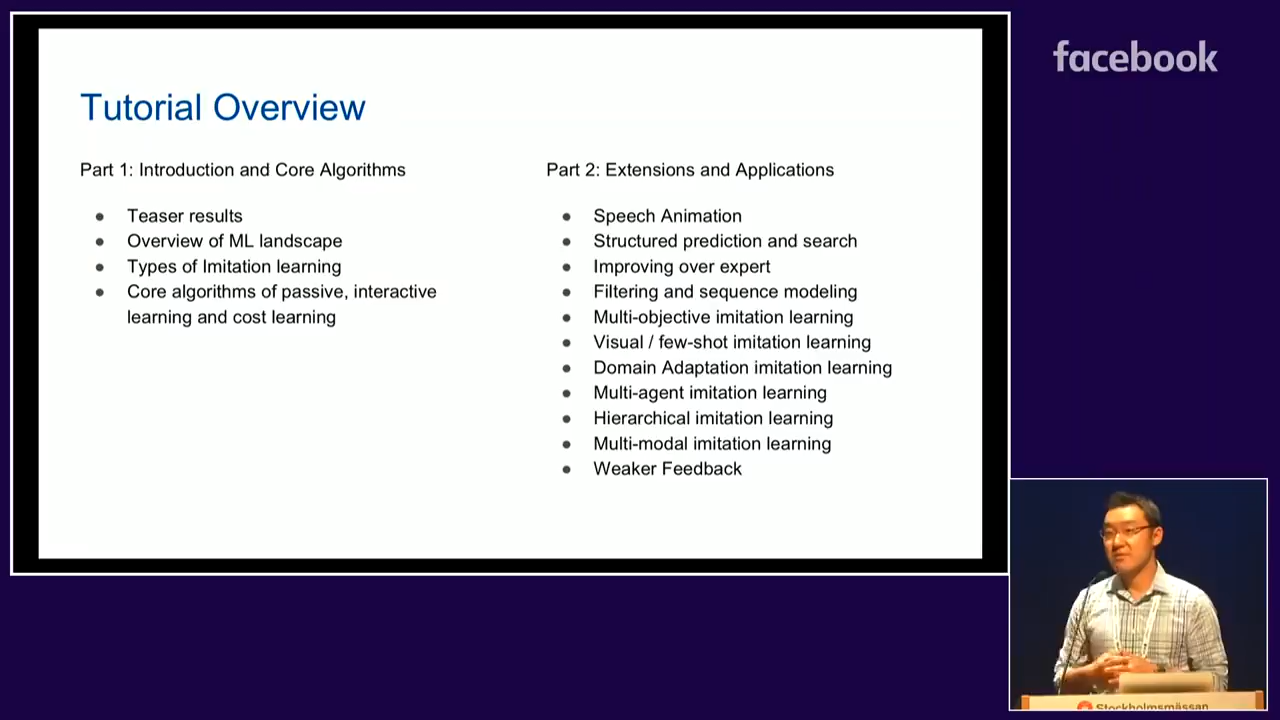 facebook
Tutorial Overview
Part 1: Introduction and Core Algorithms
Teaser results
Overview of ML landscape
Types of Imitation learning
Core algorithms of passive, interactive
learning and cost learning
Part 2: Extensions and Applications
Speech Animation
Structured prediction and search
Improving over expert
Filtering and sequence modeling
Multi-objective imitation learning
Visual / few-shot imitation learning
Domain Adaptation imitation learning
Multi-agent imitation learning
Hierarchical imitation learning
Multi-modal imitation learning
Weaker Feedback
Stockholmsmässan